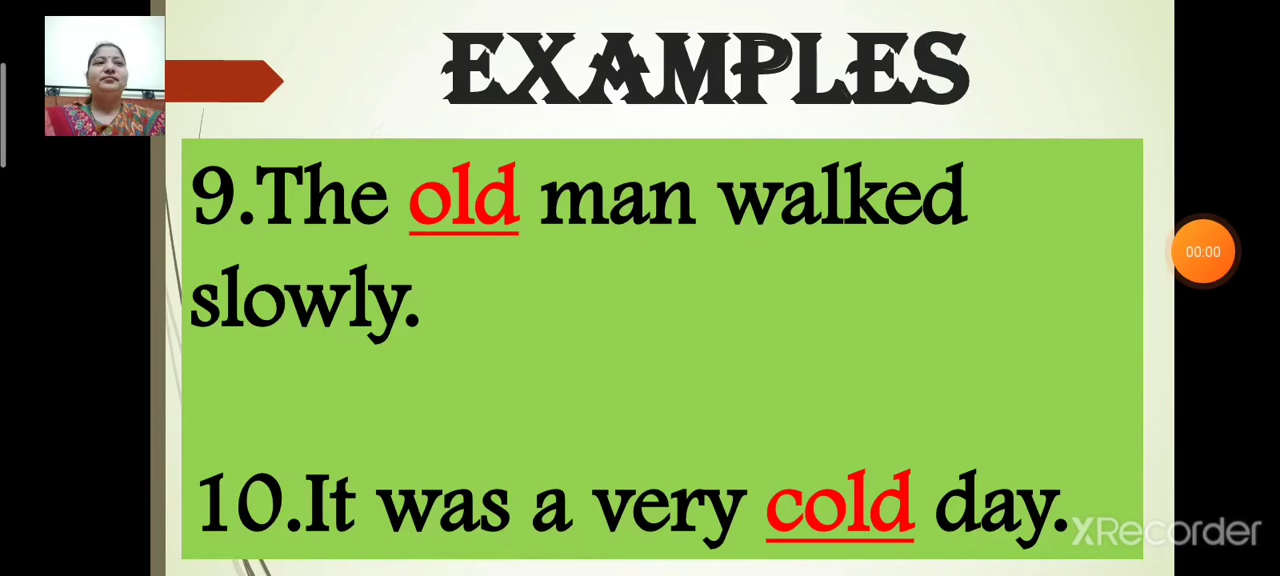 EXAMPLES
9.The old man walked
slowly.
00:00
10.It was a very cold day.
XRecorder